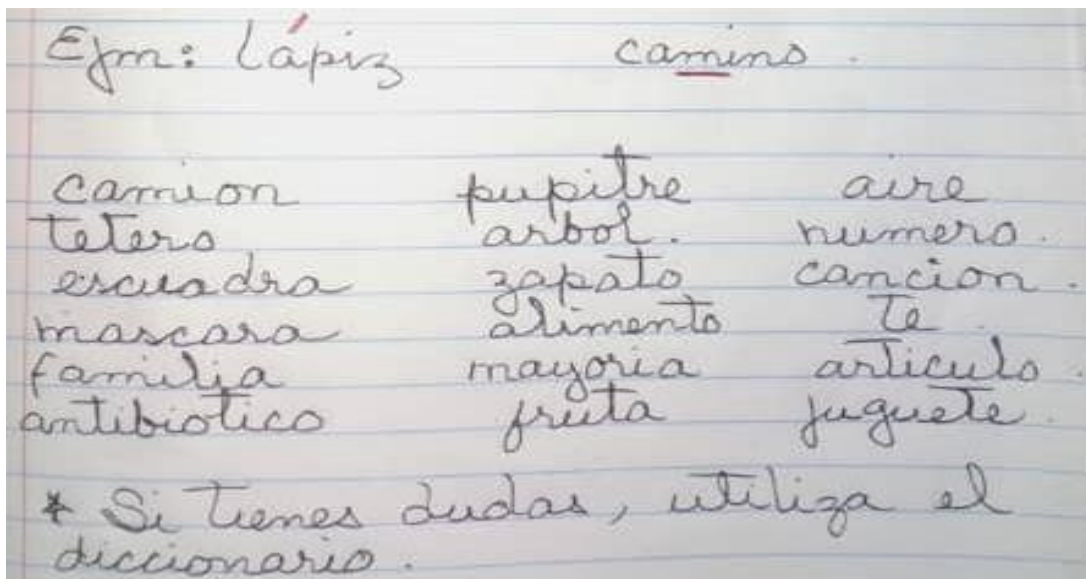 Ejm: Lápiz camino.
camion pupitre aire
tetero arbol. numero.
escuadra zapato cancion.
mascara alimento te.
familia mayoria articulo.
antibiotico fruta juguete.
* Si tienes dudas, utiliza el
diccionario.